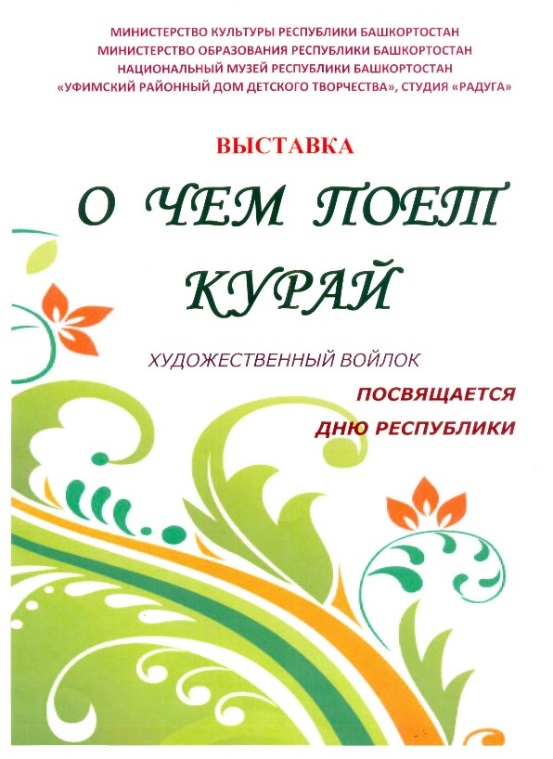 МИНИСТЕРСТВО КУЛЬТУРЫ РЕСПУБЛИКИ БАШКОРТОСТАН
МИНИСТЕРСТВО ОБРАЗОВАНИЯ РЕСПУБЛИКИ БАШКОРТОСТАН
НАЦИОНАЛЬНЫЙ МУЗЕЙ РЕСПУБЛИКИ БАШКОРТОСТАН
«УФИМСКИЙ РАЙОННЫЙ ДОМ ДЕТСКОГО ТВОРЧЕСТВА», СТУДИЯ «РАДУГА»
ВЫСТАВКА
О ЧЕМ ПОЕТ
КУРАЙ
ХУДОЖЕСТВЕННЫЙ ВОЙЛОК
ПОСВЯЩАЕТСЯ
ДНЮ РЕСПУБЛИКИ